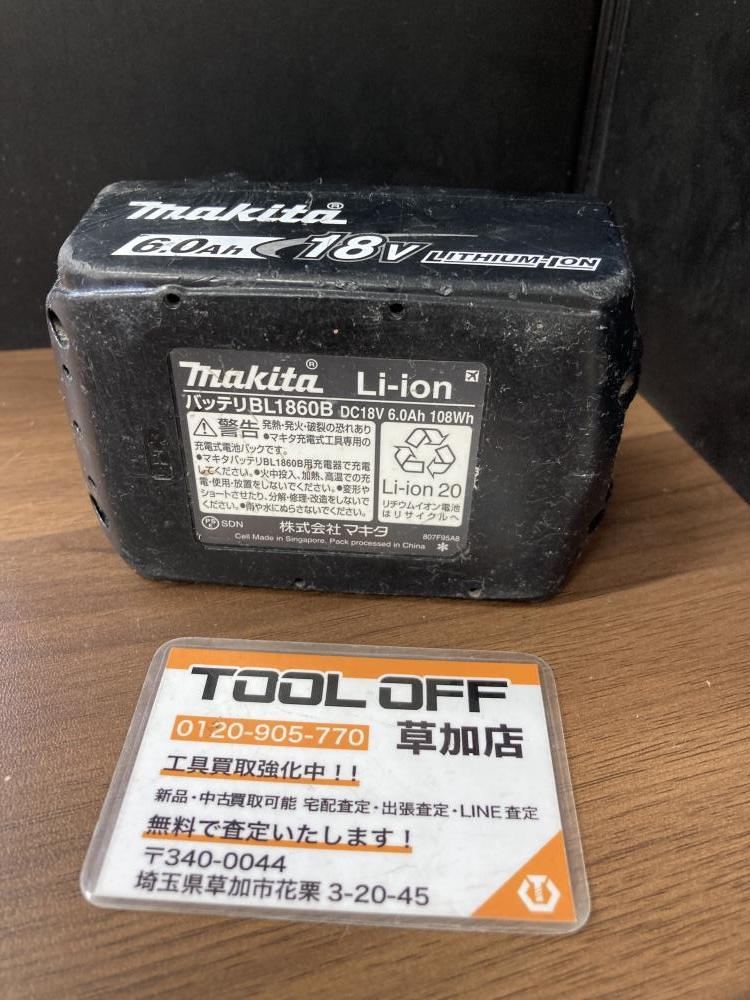 makita®
6.0Ah 18V LITHIUM-ION
makita® Li-ion
バッテリBL1860B DC18V 6.0Ah 108Wh
警告 発熱・発火・破裂の恐れあり
●マキタ充電式工具専用の
充電式電池パックです。
●マキタバッテリBL1860B用充電器で充電
してください。●火中投入、加熱、高温での充
電・使用・放置をしないでください。●変形や
ショートさせたり、分解・修理・改造をしないで
ください。●雨や水にぬらさないでください。
Li-ion 20
リチウムイオン電池
はリサイクルへ
PS E SDN 株式会社 マキタ
Cell Made in Singapore, Pack processed in China
807F95A8
TOOL OFF
0120-905-770 草加店
工具買取強化中!!
新品・中古買取可能 宅配査定・出張査定・LINE査定
無料で査定いたします!
〒340-0044
埼玉県草加市花栗 3-20-45